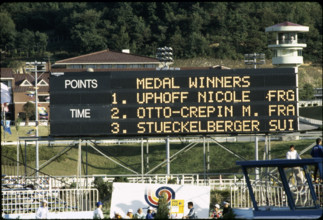 POINTS MEDAL WINNERS
1. UPHOFF NICOLE FRG
TIME 2. OTTO-CREPIN M. FRA
3. STUECKELBERGER SUI